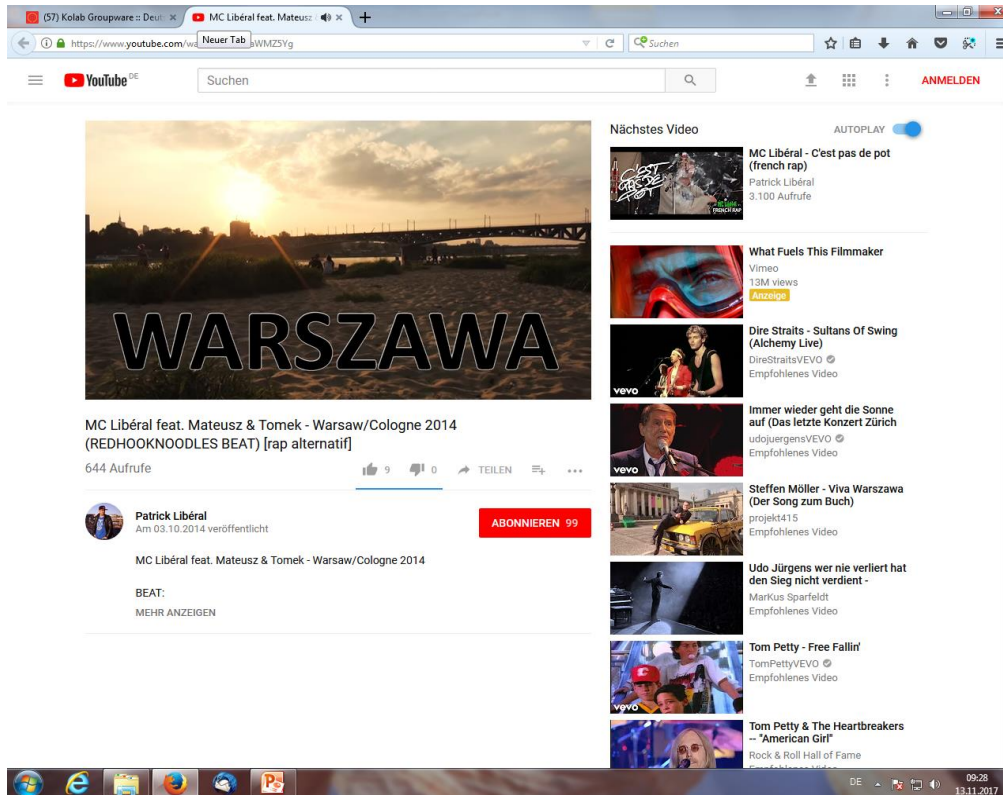 (57) Kolab Groupware :: Deut
MC Libéral feat. Mateusz
https://www.youtube.com/wa
Neuer Tab
aWMZ5Yg
Suchen
YouTube DE
Suchen
ANMELDEN
WARSZAWA
MC Libéral feat. Mateusz & Tomek - Warsaw/Cologne 2014
(REDHOOKNOODLES BEAT) [rap alternatif]
644 Aufrufe
9
0
TEILEN
Patrick Libéral
Am 03.10.2014 veröffentlicht
ABONNIEREN 99
MC Libéral feat. Mateusz & Tomek - Warsaw/Cologne 2014
BEAT:
MEHR ANZEIGEN
Nächstes Video
AUTOPLAY
C'EST PAS DE POT
FRENCH RAP
MC Libéral - C'est pas de pot
(french rap)
Patrick Libéral
3.100 Aufrufe
What Fuels This Filmmaker
Vimeo
13M views
Anzeige
vevo
Dire Straits - Sultans Of Swing
(Alchemy Live)
DireStraitsVEVO
Empfohlenes Video
vevo
Immer wieder geht die Sonne
auf (Das letzte Konzert Zürich
udojuergensVEVO
Empfohlenes Video
Steffen Möller - Viva Warszawa
(Der Song zum Buch)
projekt415
Empfohlenes Video
Udo Jürgens wer nie verliert hat
den Sieg nicht verdient -
MarKus Sparfeldt
Empfohlenes Video
vevo
Tom Petty - Free Fallin'
TomPettyVEVO
Empfohlenes Video
Tom Petty & The Heartbreakers
-- "American Girl"
Rock & Roll Hall of Fame
DE
09:28
13.11.2017